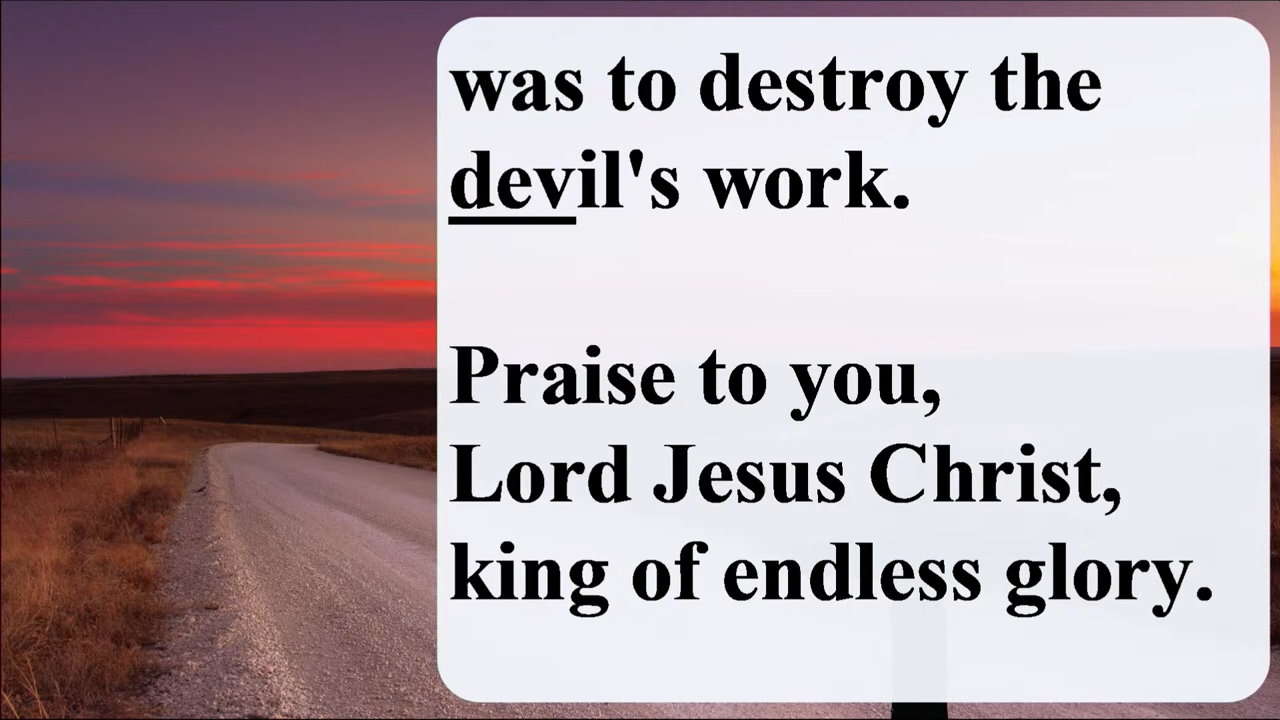 was to destroy the
devil's work.
Praise to you,
Lord Jesus Christ,
king of endless glory.